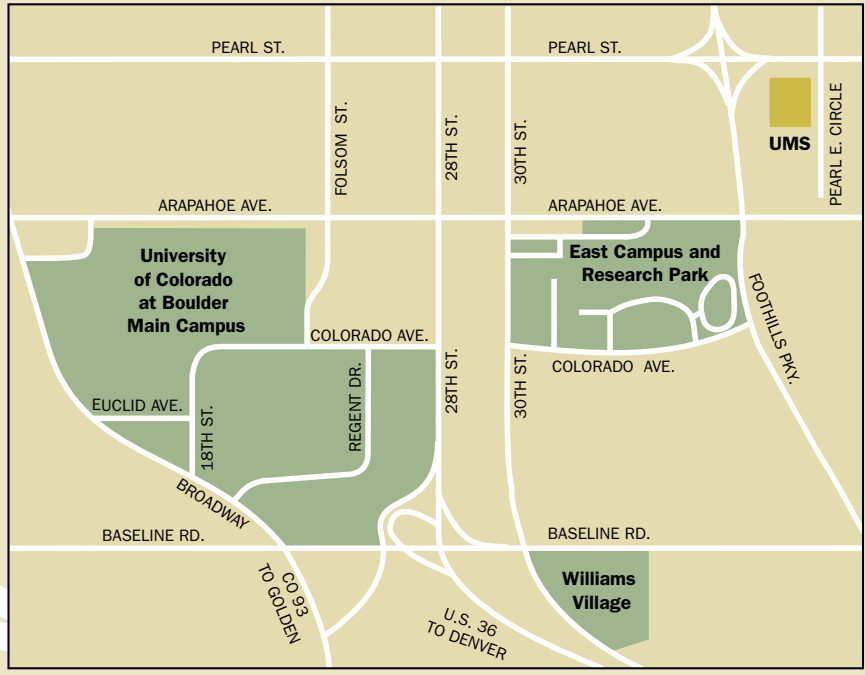 PEARL ST.
PEARL ST.
FOLSOM ST.
28TH ST.
30TH ST.
UMS
PEARL E. CIRCLE
ARAPAHOE AVE.
ARAPAHOE AVE.
University
of Colorado
at Boulder
Main Campus
East Campus and
Research Park
FOOTHILLS PKY.
COLORADO AVE.
COLORADO AVE.
28TH ST.
30TH ST.
REGENT DR.
EUCLID AVE.
18TH ST.
BROADWAY
BASELINE RD.
BASELINE RD.
CO 93
TO GOLDEN
U.S. 36
TO DENVER
Williams
Village